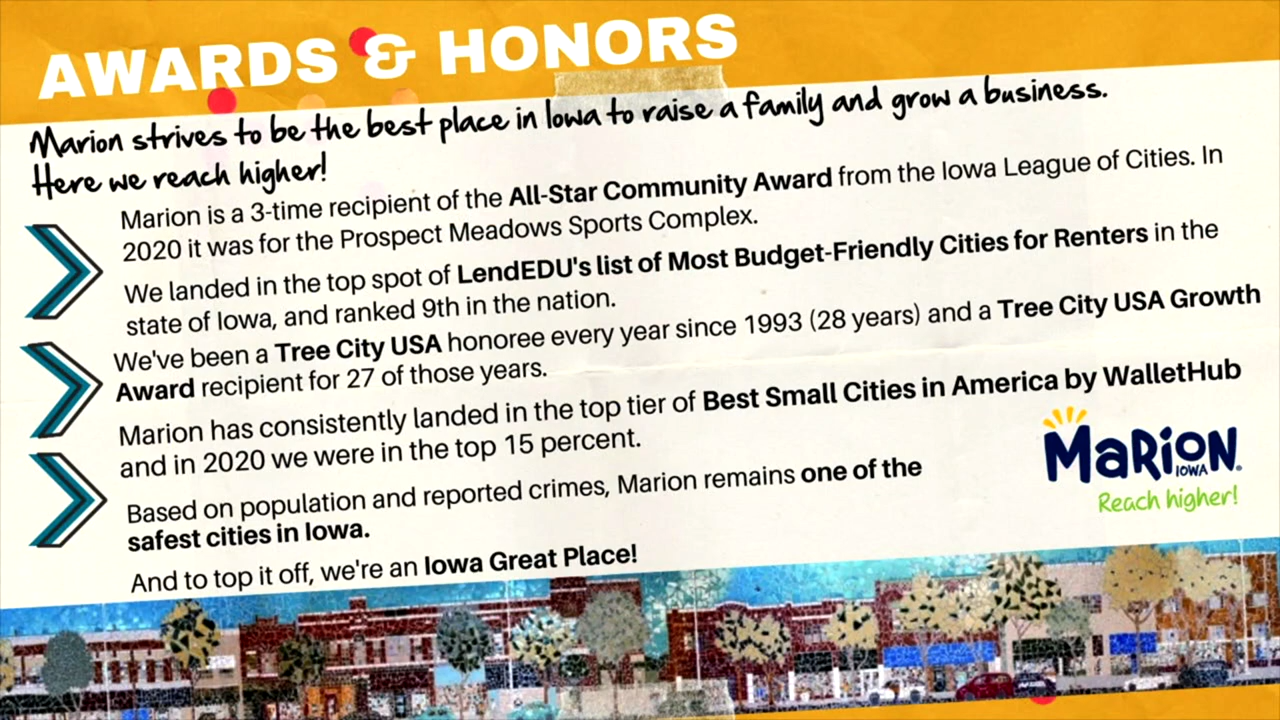 AWARDS & HONORS
Marion strives to be the best place in Iowa to raise a family and grow a business.
Here we reach higher!
Marion is a 3-time recipient of the All-Star Community Award from the Iowa League of Cities. In
2020 it was for the Prospect Meadows Sports Complex.
We landed in the top spot of LendEDU's list of Most Budget-Friendly Cities for Renters in the
state of Iowa, and ranked 9th in the nation.
We've been a Tree City USA honoree every year since 1993 (28 years) and a Tree City USA Growth
Award recipient for 27 of those years.
Marion has consistently landed in the top tier of Best Small Cities in America by WalletHub
and in 2020 we were in the top 15 percent.
Based on population and reported crimes, Marion remains one of the
safest cities in Iowa.
And to top it off, we're an Iowa Great Place!
MaRioN
IOWA
Reach higher!